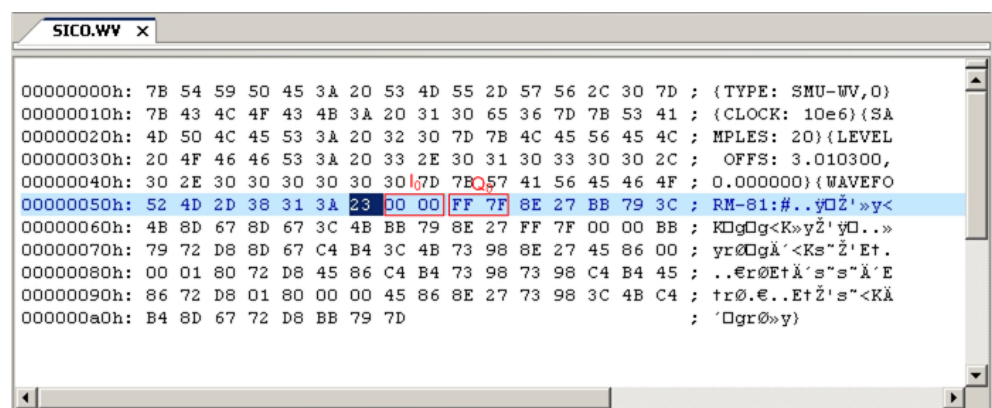 SICO.WV X
00000000h: 7B 54 59 50 45 3A 20 53 4D 55 2D 57 56 2C 30 7D ; {TYPE: SMU-WV,0}
00000010h: 7B 43 4C 4F 43 4B 3A 20 31 30 65 36 7D 7B 53 41 ; {CLOCK: 10e6}{SA
00000020h: 4D 50 4C 45 53 3A 20 32 30 7D 7B 4C 45 56 45 4C ; MPLES: 20}{LEVEL
00000030h: 20 4F 46 46 53 3A 20 33 2E 30 31 30 33 30 30 2C ; OFFS: 3.010300,
00000040h: 30 2E 30 30 30 30 30 30 7D 7B 57 41 56 45 46 4F ; 0.000000}{WAVEFO
I0 Q0
00000050h: 52 4D 2D 38 31 3A 23 00 00 FF 7F 8E 27 BB 79 3C ; RM-81:#..ÿ□Ž'»y<
00000060h: 4B 8D 67 8D 67 3C 4B BB 79 8E 27 FF 7F 00 00 BB ; K□g□g<K»yŽ'ÿ□..»
00000070h: 79 72 D8 8D 67 C4 B4 3C 4B 73 98 8E 27 45 86 00 ; yrØ□gÄ´<Ks˜Ž'E†.
00000080h: 00 01 80 72 D8 45 86 C4 B4 73 98 73 98 C4 B4 45 ; ..€rØE†Ä´s˜s˜Ä´E
00000090h: 86 72 D8 01 80 00 00 45 86 8E 27 73 98 3C 4B C4 ; †rØ.€..E†Ž's˜<KÄ
000000a0h: B4 8D 67 72 D8 BB 79 7D ; ´□grØ»y}